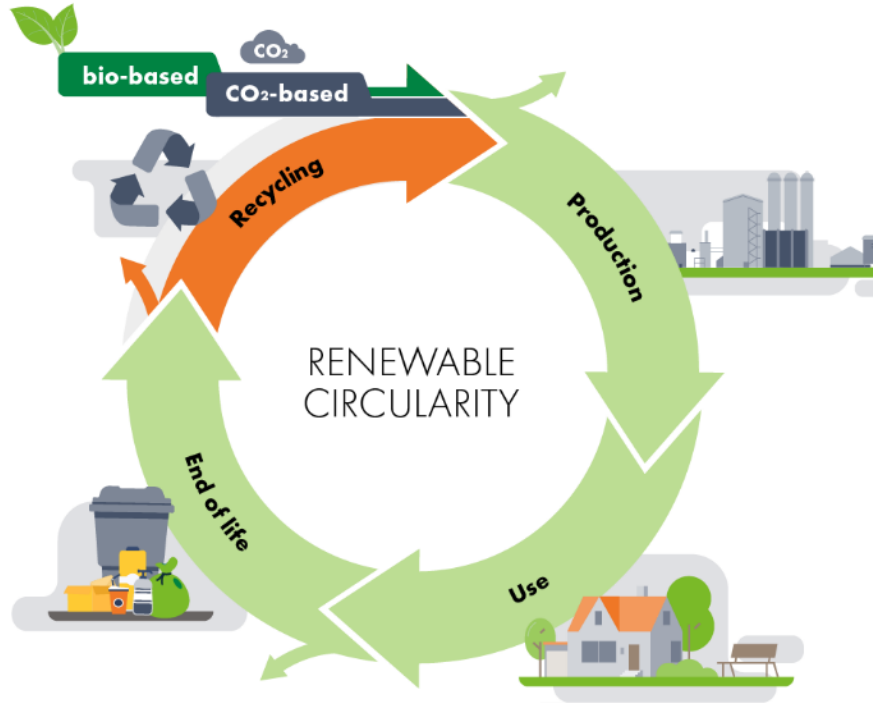 bio-based
CO₂
CO₂-based
Recycling
Production
RENEWABLE
CIRCULARITY
End of life
Use